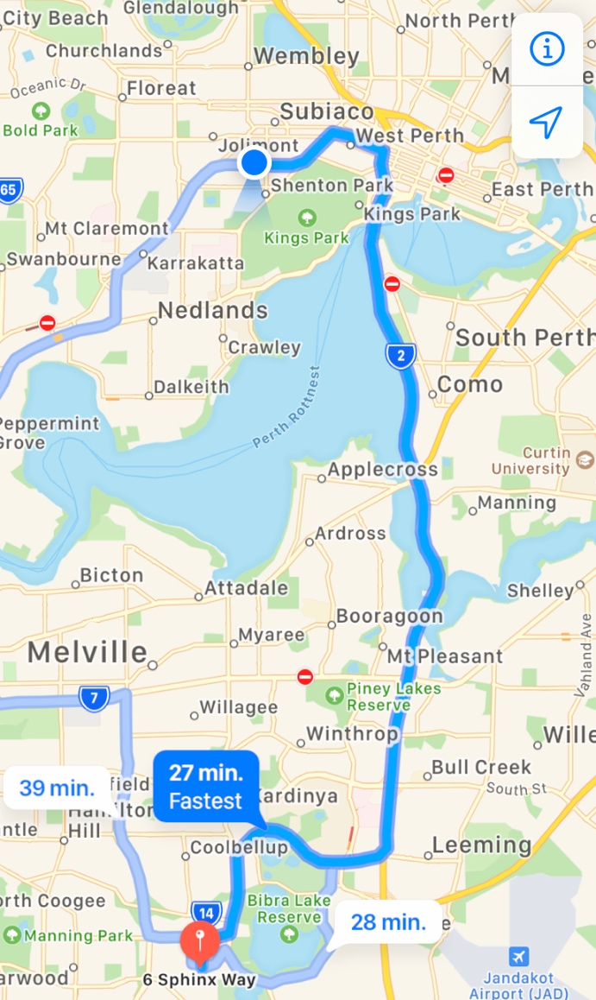 City Beach
Glendalough
North Perth
Churchlands
Wembley
Oceanic Dr
Floreat
Subiaco
Bold Park
Jolimont
West Perth
65
Shenton Park
East Perth
Kings Park
Mt Claremont
Kings Park
Swanbourne
Karrakatta
Nedlands
South Perth
Crawley
2
Dalkeith
Como
Perth Rottnest
Peppermint
Grove
Curtin
University
Applecross
Manning
Ardross
Bicton
Attadale
Shelley
Booragoon
Myaree
Vahland Ave
Melville
Mt Pleasant
7
Piney Lakes
Reserve
Willagee
Winthrop
Wille
27 min.
Fastest
Bull Creek
39 min.
field
Kardinya
South St
Hamilton
Hill
ntle
Coolbellup
Leeming
orth Coogee
14
Bibra Lake
Reserve
28 min.
e
Manning Park
6 Sphinx Way
arwood
Jandakot
Airport (JAD)